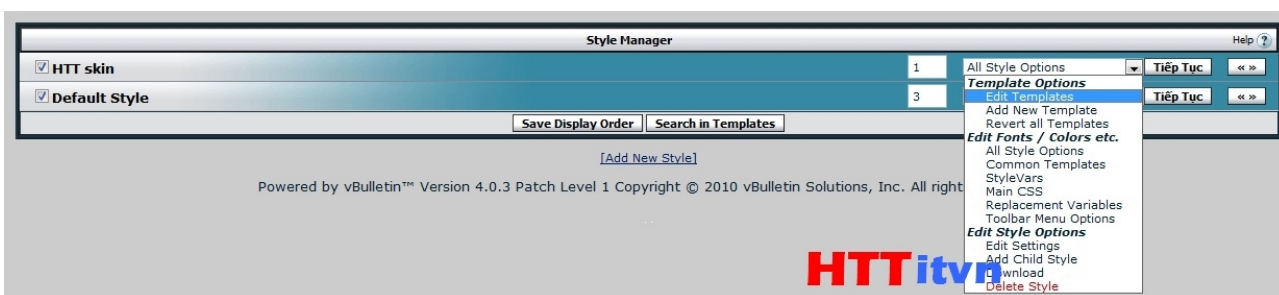 Style Manager Help
HTT skin 1 All Style Options Tiếp Tục « »
Template Options
Default Style 3 Edit Templates Tiếp Tục « »
Add New Template
Revert all Templates
Save Display Order Search in Templates
Edit Fonts / Colors etc.
All Style Options
[Add New Style] Common Templates
StyleVars
Powered by vBulletin™ Version 4.0.3 Patch Level 1 Copyright © 2010 vBulletin Solutions, Inc. All right Main CSS
Replacement Variables
Toolbar Menu Options
Edit Style Options
Edit Settings
Add Child Style
Download
Delete Style
HTTitvn